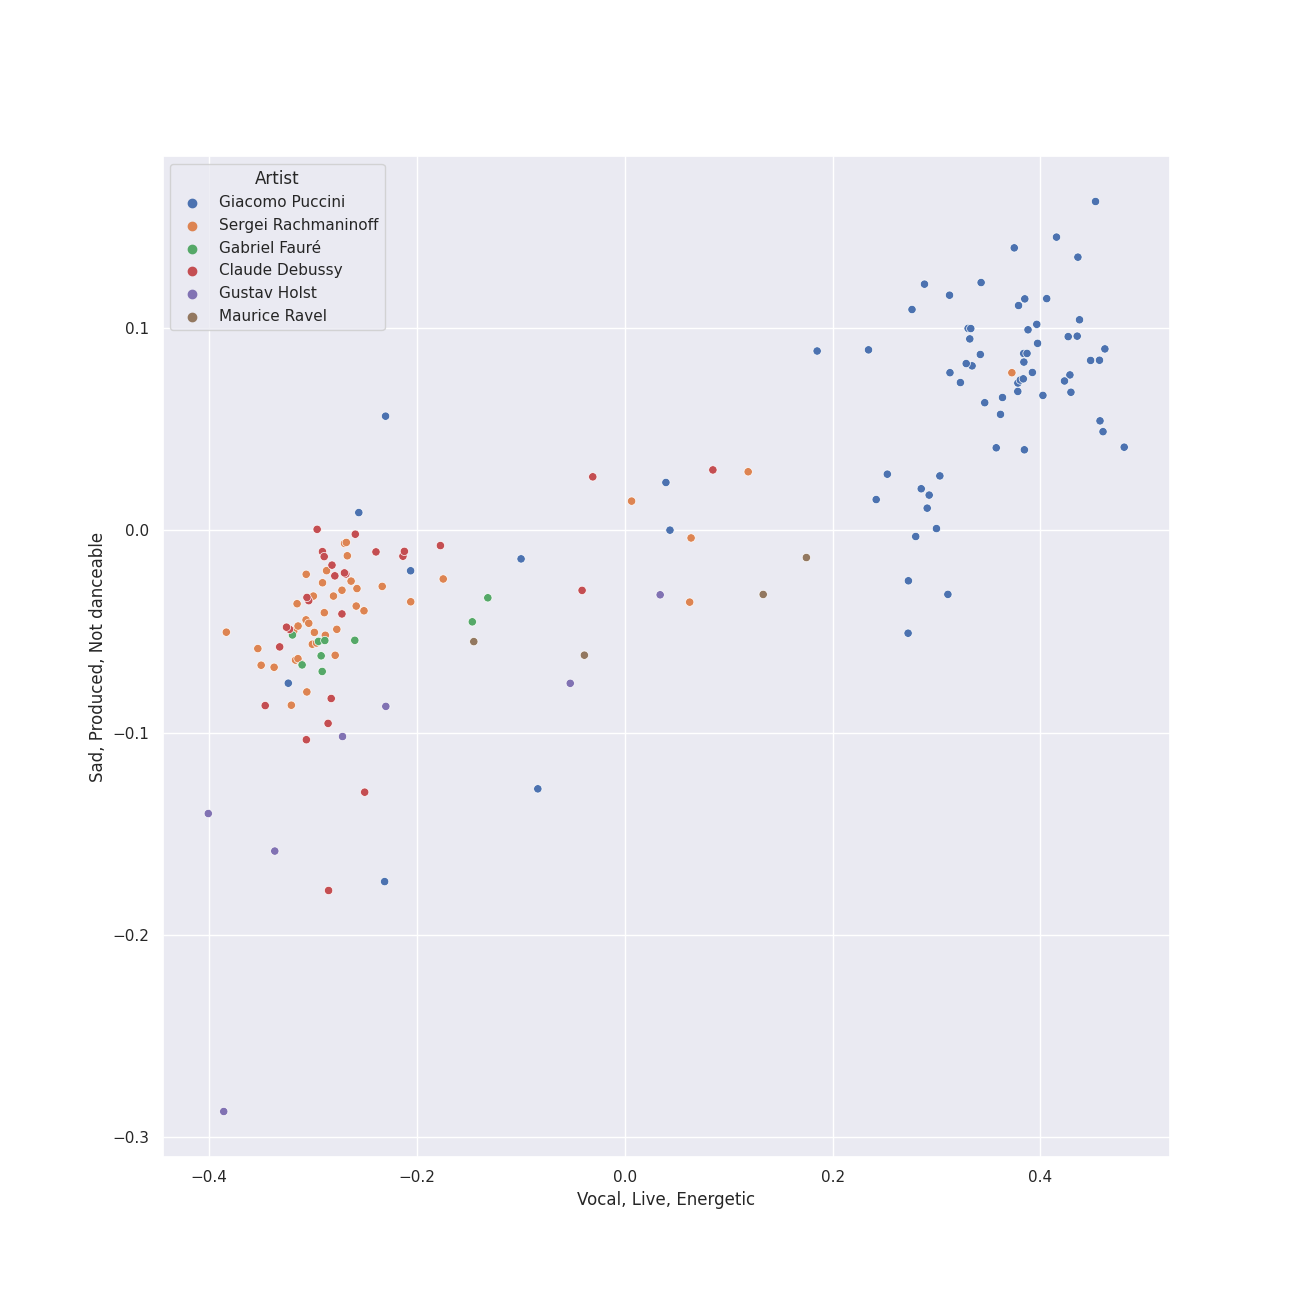 Artist
Giacomo Puccini
Sergei Rachmaninoff
Gabriel Fauré
Claude Debussy
Gustav Holst
Maurice Ravel
Sad, Produced, Not danceable
0.1
0.0
−0.1
−0.2
−0.3
−0.4
−0.2
0.0
0.2
0.4
Vocal, Live, Energetic